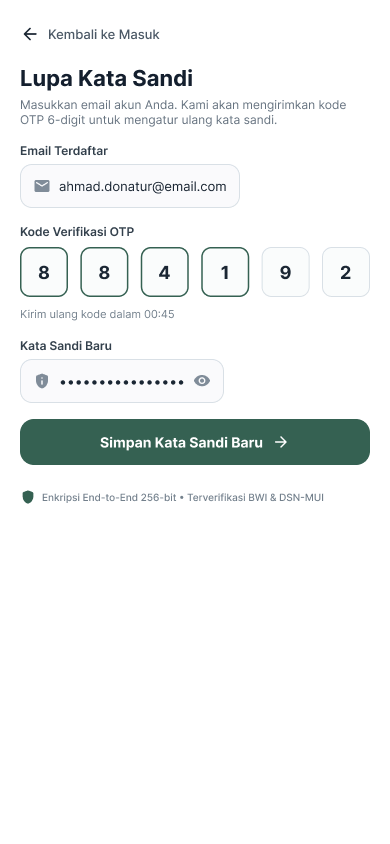 Kembali ke Masuk
Lupa Kata Sandi
Masukkan email akun Anda. Kami akan mengirimkan kode
OTP 6-digit untuk mengatur ulang kata sandi.
Email Terdaftar
ahmad.donatur@email.com
Kode Verifikasi OTP
8 8 4 1 9 2
Kirim ulang kode dalam 00:45
Kata Sandi Baru
••••••••••••••••
Simpan Kata Sandi Baru →
Enkripsi End-to-End 256-bit • Terverifikasi BWI & DSN-MUI